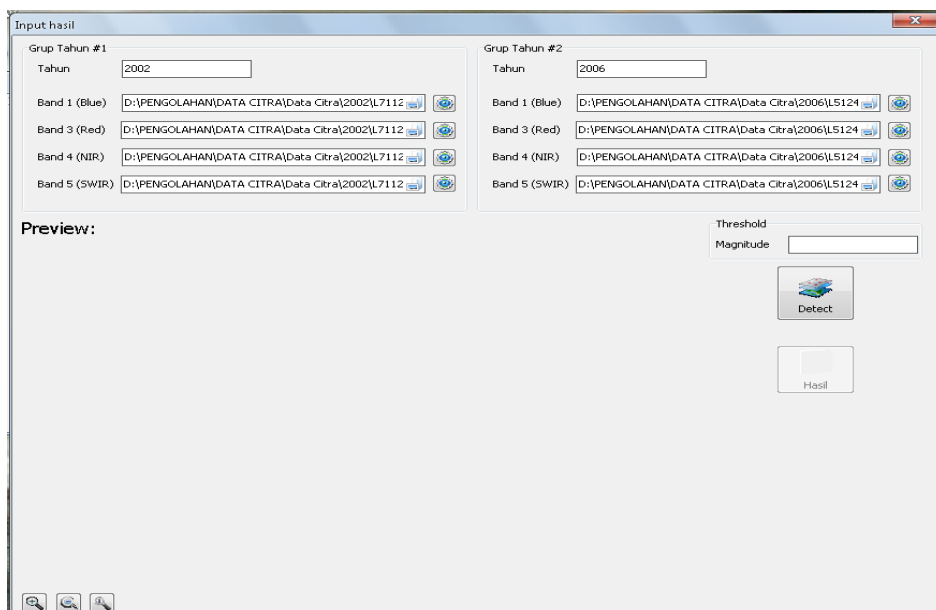 Input hasil
Grup Tahun #1
Tahun 2002
Band 1 (Blue) D:\PENGOLAHAN\DATA CITRA\Data Citra\2002\L7112
Band 3 (Red) D:\PENGOLAHAN\DATA CITRA\Data Citra\2002\L7112
Band 4 (NIR) D:\PENGOLAHAN\DATA CITRA\Data Citra\2002\L7112
Band 5 (SWIR) D:\PENGOLAHAN\DATA CITRA\Data Citra\2002\L7112
Grup Tahun #2
Tahun 2006
Band 1 (Blue) D:\PENGOLAHAN\DATA CITRA\Data Citra\2006\L5124
Band 3 (Red) D:\PENGOLAHAN\DATA CITRA\Data Citra\2006\L5124
Band 4 (NIR) D:\PENGOLAHAN\DATA CITRA\Data Citra\2006\L5124
Band 5 (SWIR) D:\PENGOLAHAN\DATA CITRA\Data Citra\2006\L5124
Preview:
Threshold
Magnitude
Detect
Hasil